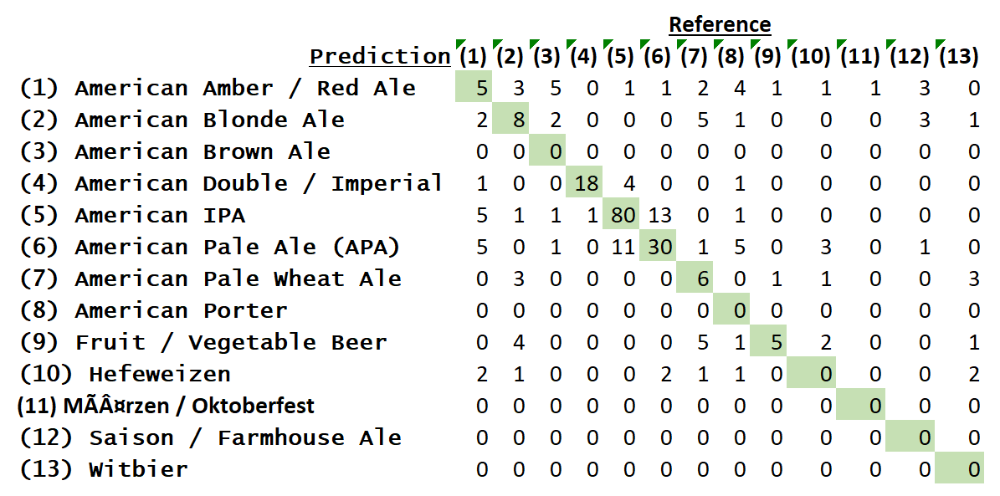 Reference
Prediction (1) (2) (3) (4) (5) (6) (7) (8) (9) (10) (11) (12) (13)
(1) American Amber / Red Ale 5 3 5 0 1 1 2 4 1 1 1 3 0
(2) American Blonde Ale 2 8 2 0 0 0 5 1 0 0 0 3 1
(3) American Brown Ale 0 0 0 0 0 0 0 0 0 0 0 0 0
(4) American Double / Imperial 1 0 0 18 4 0 0 1 0 0 0 0 0
(5) American IPA 5 1 1 1 80 13 0 1 0 0 0 0 0
(6) American Pale Ale (APA) 5 0 1 0 11 30 1 5 0 3 0 1 0
(7) American Pale Wheat Ale 0 3 0 0 0 0 6 0 1 1 0 0 3
(8) American Porter 0 0 0 0 0 0 0 0 0 0 0 0 0
(9) Fruit / Vegetable Beer 0 4 0 0 0 0 5 1 5 2 0 0 1
(10) Hefeweizen 2 1 0 0 0 2 1 1 0 0 0 0 2
(11) MÃÂ¤rzen / Oktoberfest 0 0 0 0 0 0 0 0 0 0 0 0 0
(12) Saison / Farmhouse Ale 0 0 0 0 0 0 0 0 0 0 0 0 0
(13) Witbier 0 0 0 0 0 0 0 0 0 0 0 0 0